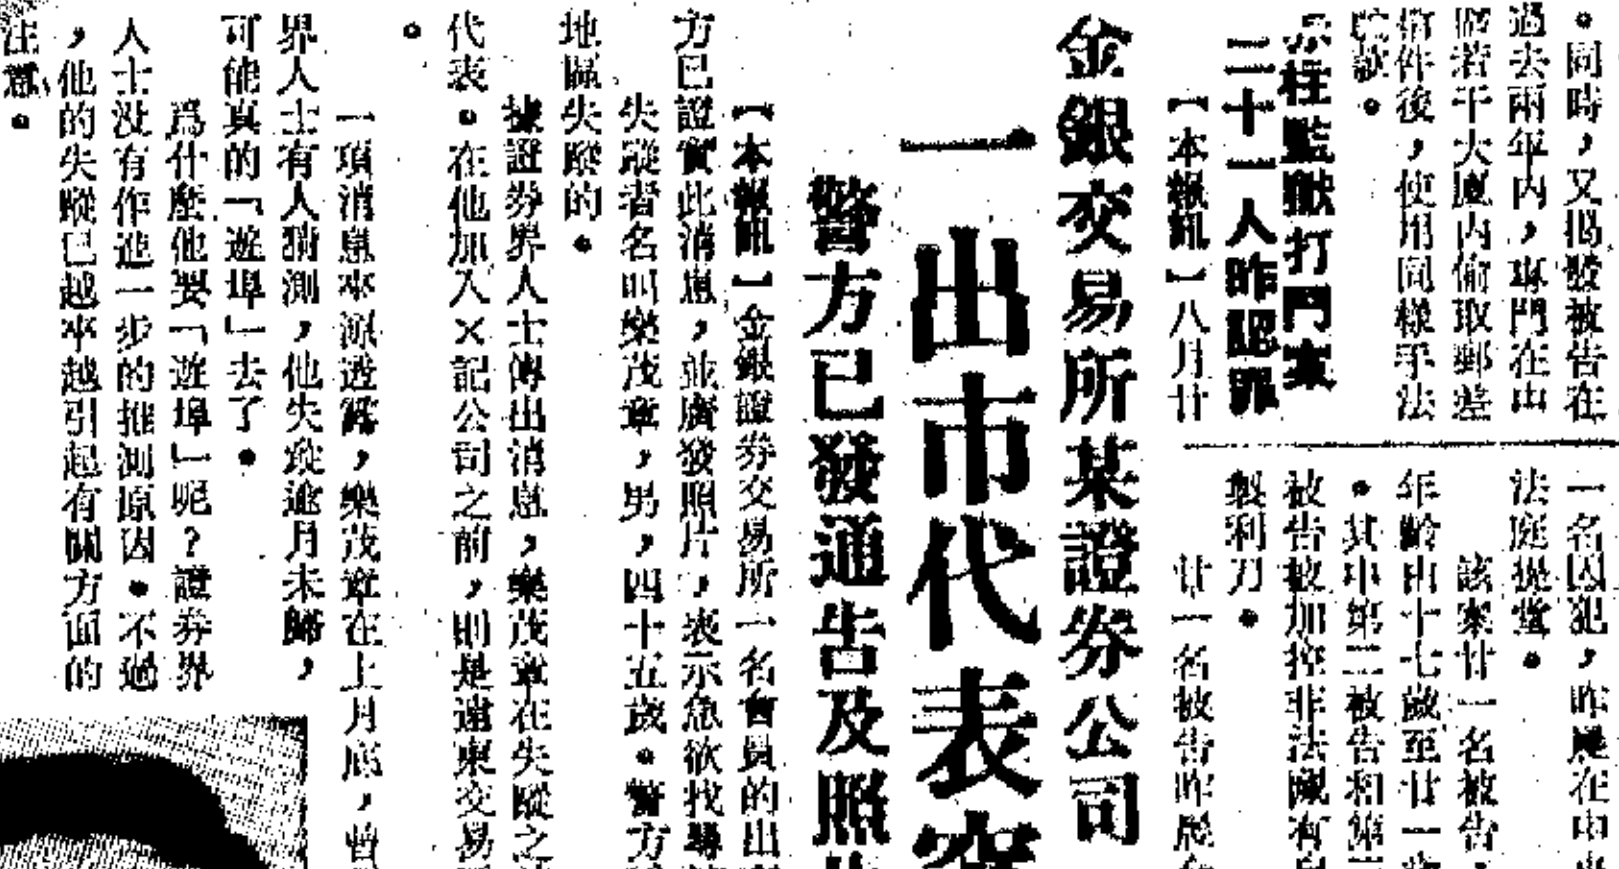 。同時,又揭發被告在
過去兩年內,專門在中
區若干大廈內偷取郵差
信件後,使用同樣手法
款。
赤柱監獄打鬥案
二十一人昨認罪
【本報訊】八月廿
一名囚犯,昨晨在中央
法庭提堂。
該案廿一名被告,
年齡由十七歲至廿一歲
。其中第二被告和第
被告被加控非法藏有自
製利刀。
廿一名被告昨晨
金銀交易所某證券公司
一出市代表突
警方已發通告及照片
【本報訊】金銀證券交易所一名會員的出
方已證實此消息,並廣發照片,表示急欲找尋
失蹤者名叫樂茂章,男,四十五歲。警方
地區失蹤的。
據證券界人士傳出消息,樂茂章在失蹤之
代表。在他加入×記公司之前,則是遠東交易
。
一項消息來源透露,樂茂章在上月底,曾
界人士有人猜測,他失蹤逾月未歸,
可能真的「遊埠」去了。
爲什麼他要「遊埠」呢?證券界
人士沒有作進一步的推測原因。不過
,他的失蹤已越來越引起有關方面的
注意。